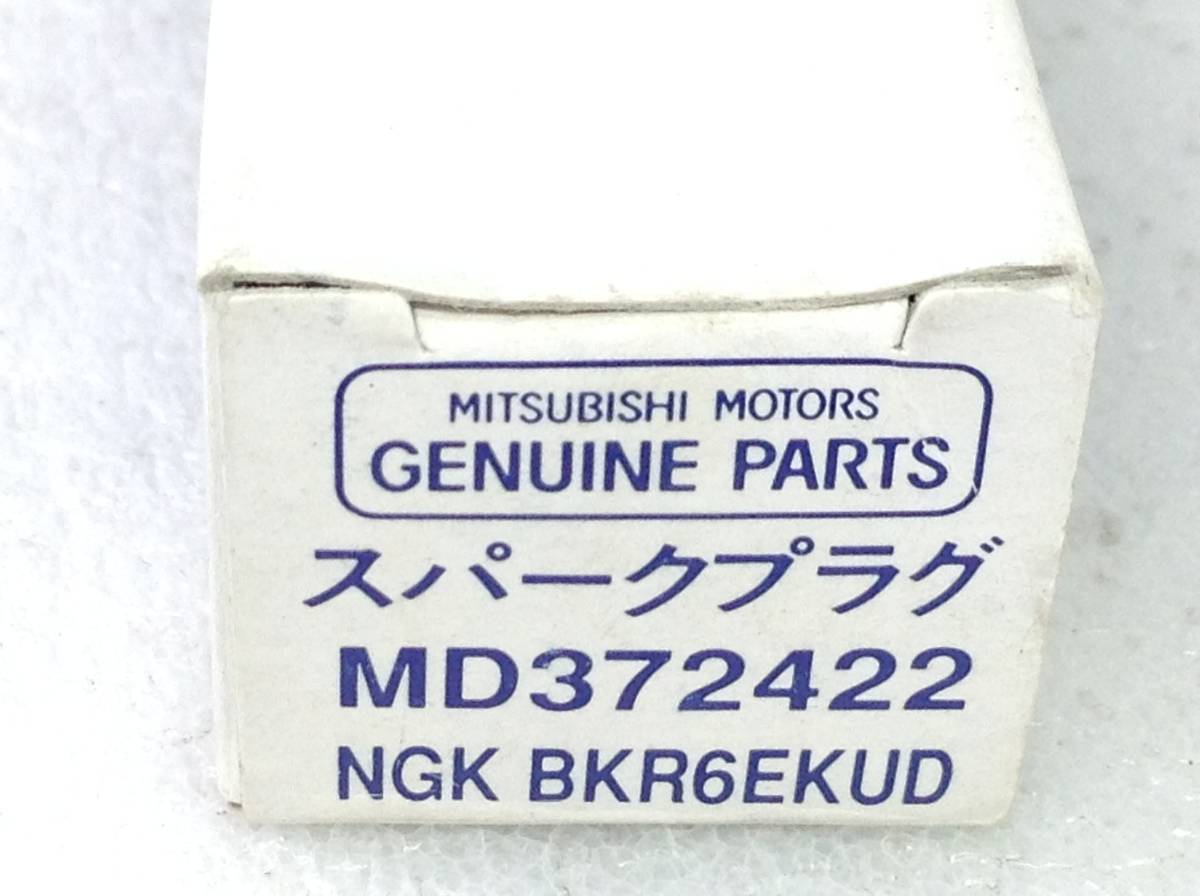 MITSUBISHI MOTORS
GENUINE PARTS
スパークプラグ
MD372422
NGK BKR6EKUD